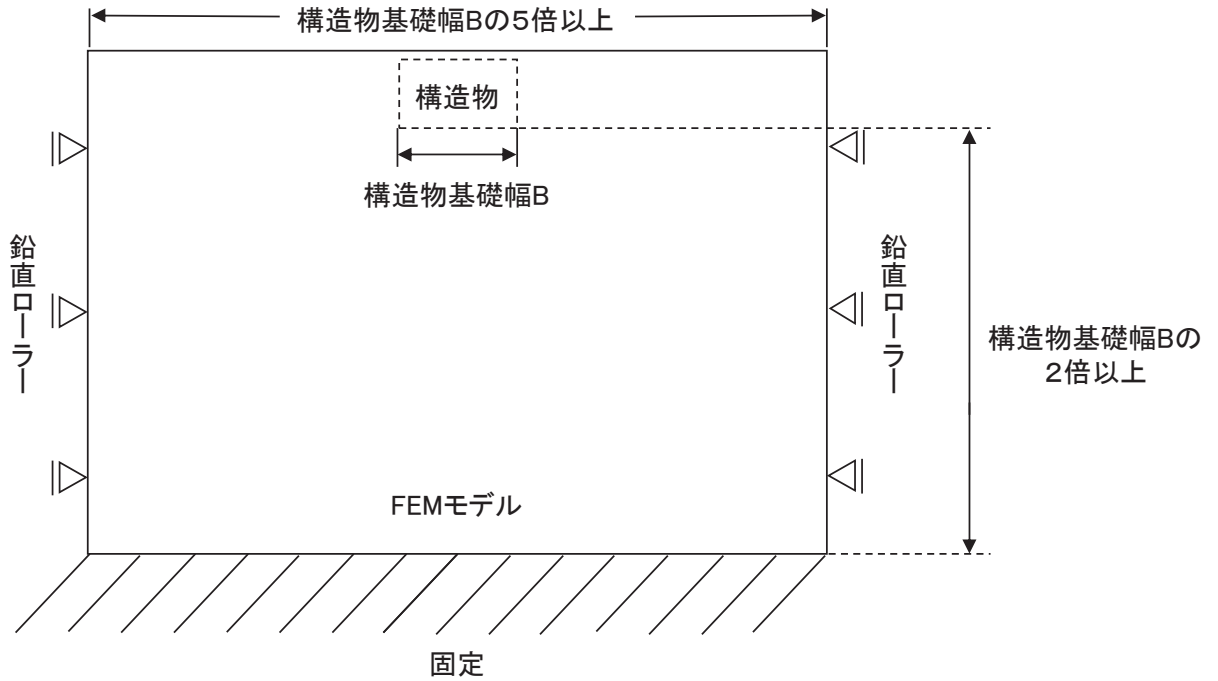 構造物基礎幅Bの5倍以上
構造物
構造物基礎幅B
鉛直ローラー
鉛直ローラー
構造物基礎幅Bの
2倍以上
FEMモデル
固定